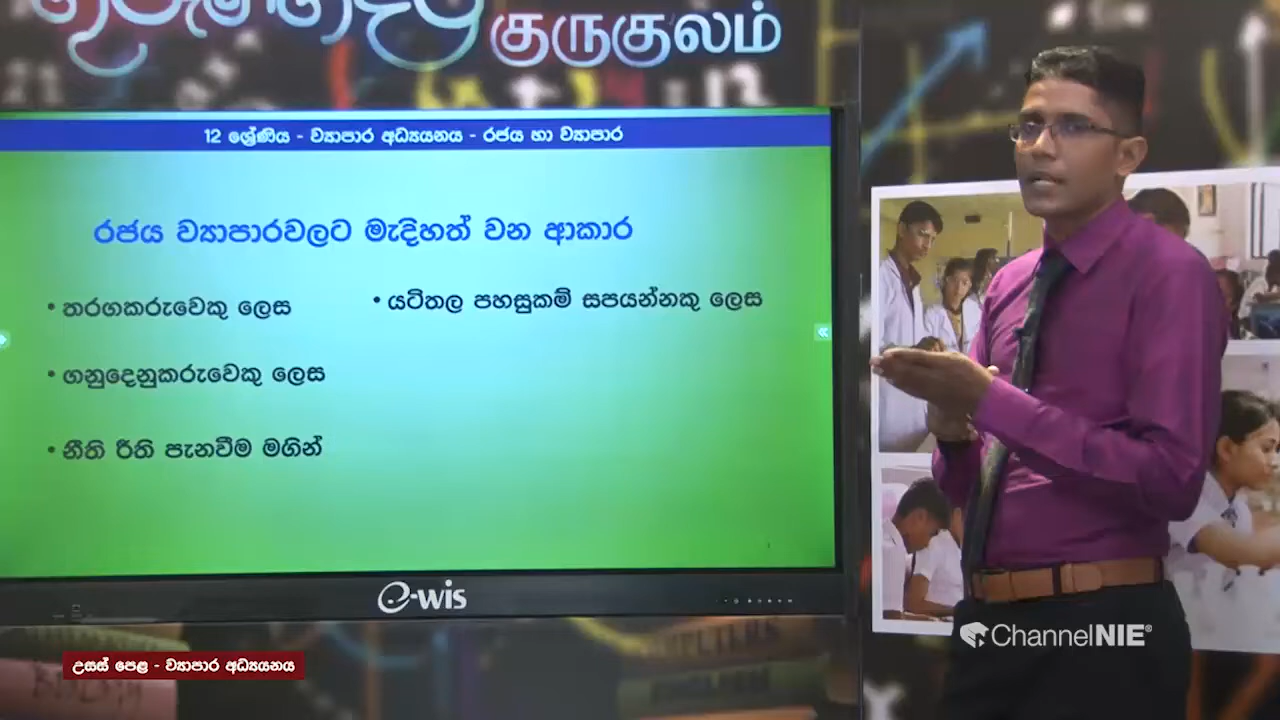 குருகுலம்
12 ශ්‍රේණිය - ව්‍යාපාර අධ්‍යයනය - රජය හා ව්‍යාපාර
රජය ව්‍යාපාරවලට මැදිහත් වන ආකාර
• තරගකරුවෙකු ලෙස
• යටිතල පහසුකම් සපයන්නකු ලෙස
• ගනුදෙනුකරුවෙකු ලෙස
• නීති රීති පැනවීම මගින්
e-wis
උසස් පෙළ - ව්‍යාපාර අධ්‍යයනය
ChannelNIE®